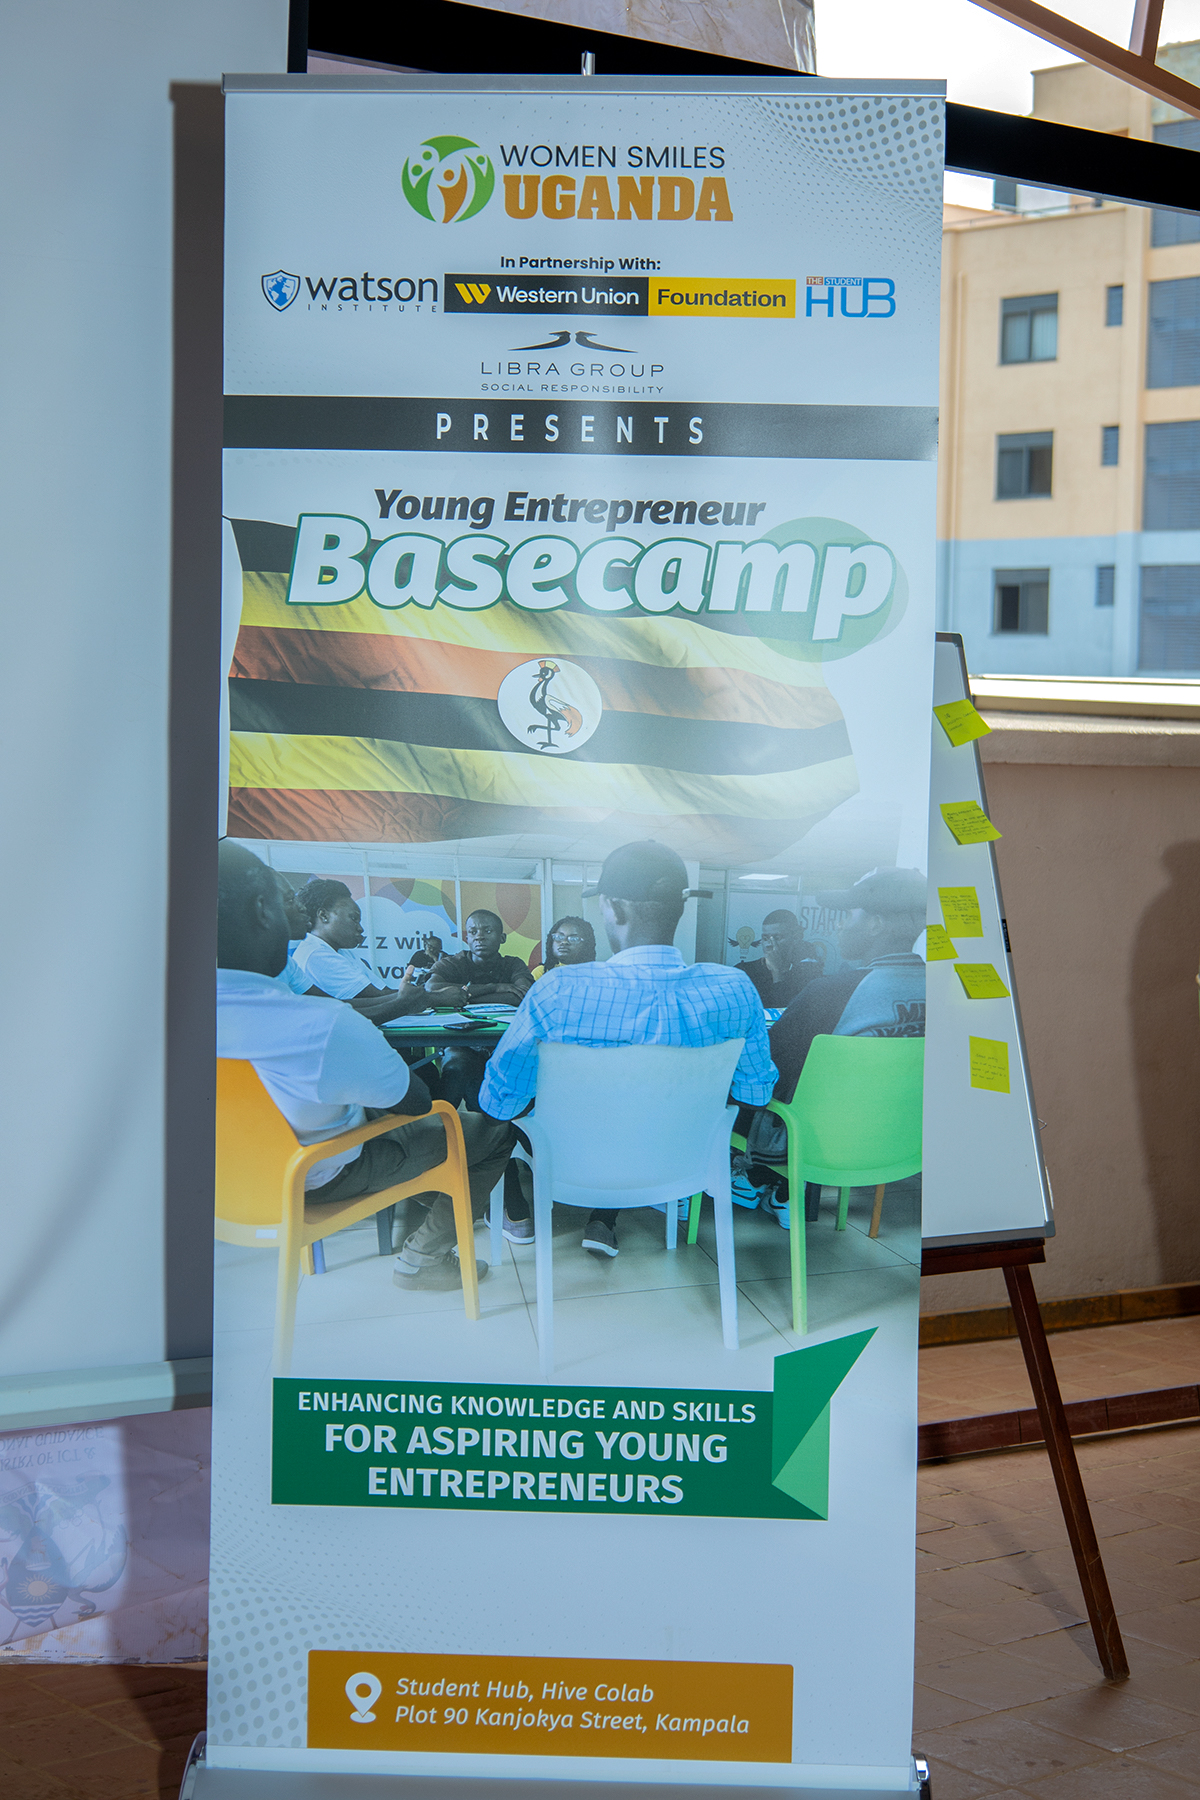 WOMEN SMILES
UGANDA
In Partnership With:
watson
INSTITUTE
Western Union
Foundation
THE STUDENT
HUB
LIBRA GROUP
SOCIAL RESPONSIBILITY
PRESENTS
Young Entrepreneur
Basecamp
START
with
ENHANCING KNOWLEDGE AND SKILLS
FOR ASPIRING YOUNG
ENTREPRENEURS
Student Hub, Hive Colab
Plot 90 Kanjokya Street, Kampala